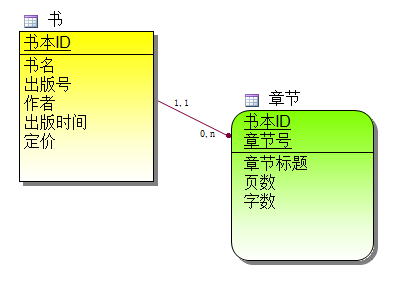 书
书本ID
书名
出版号
作者
出版时间
定价
1, 1
0, n
章节
书本ID
章节号
章节标题
页数
字数